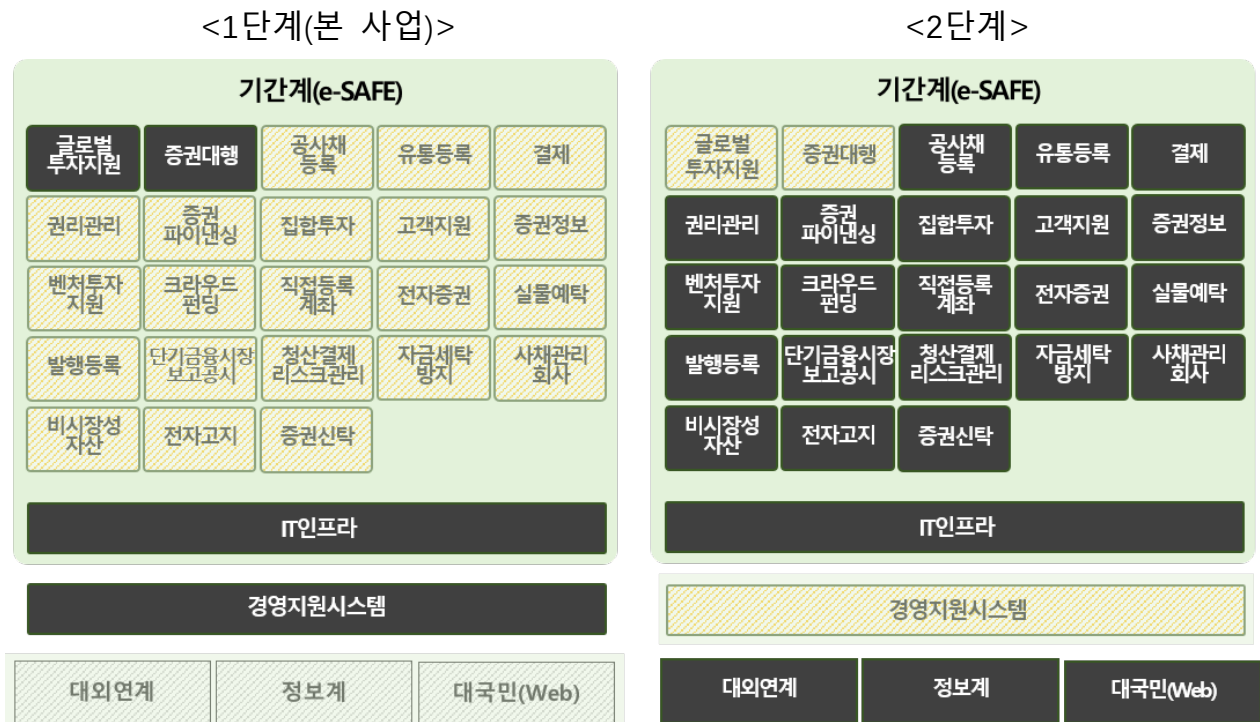 <1단계(본 사업)>
기간계(e-SAFE)
글로벌
투자지원
증권대행
공사채
등록
유통등록
결제
권리관리
증권
파이낸싱
집합투자
고객지원
증권정보
벤처투자
지원
크라우드
펀딩
직접등록
계좌
전자증권
실물예탁
발행등록
단기금융시장
보고공시
청산결제
리스크관리
자금세탁
방지
사채관리
회사
비시장성
자산
전자고지
증권신탁
IT인프라
경영지원시스템
대외연계
정보계
대국민(Web)
<2단계>
기간계(e-SAFE)
글로벌
투자지원
증권대행
공사채
등록
유통등록
결제
권리관리
증권
파이낸싱
집합투자
고객지원
증권정보
벤처투자
지원
크라우드
펀딩
직접등록
계좌
전자증권
실물예탁
발행등록
단기금융시장
보고공시
청산결제
리스크관리
자금세탁
방지
사채관리
회사
비시장성
자산
전자고지
증권신탁
IT인프라
경영지원시스템
대외연계
정보계
대국민(Web)